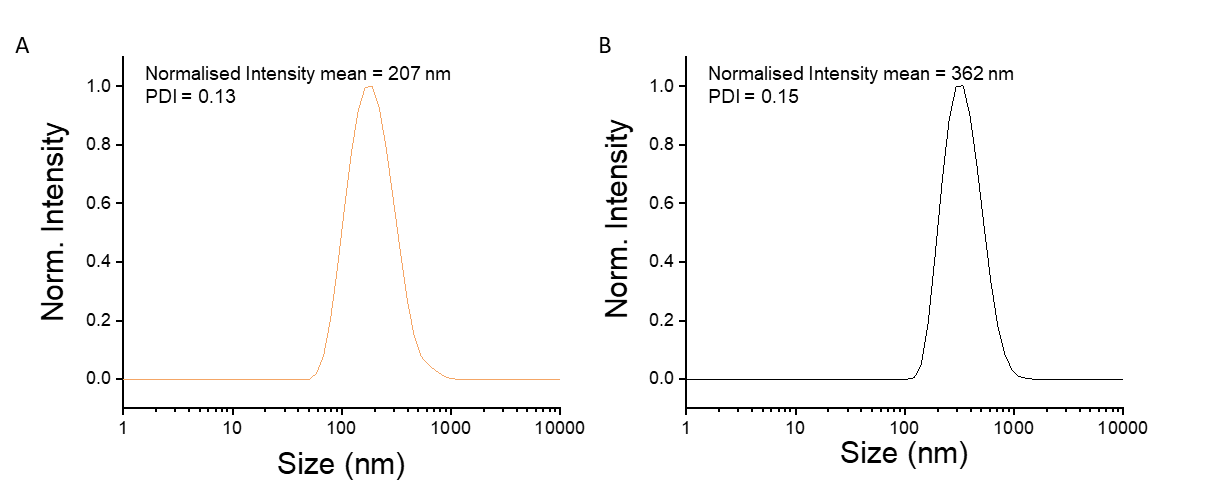 A
Normalised Intensity mean = 207 nm
PDI = 0.13
Norm. Intensity
1.0
0.8
0.6
0.4
0.2
0.0
1 10 100 1000 10000
Size (nm)
B
Normalised Intensity mean = 362 nm
PDI = 0.15
Norm. Intensity
1.0
0.8
0.6
0.4
0.2
0.0
1 10 100 1000 10000
Size (nm)